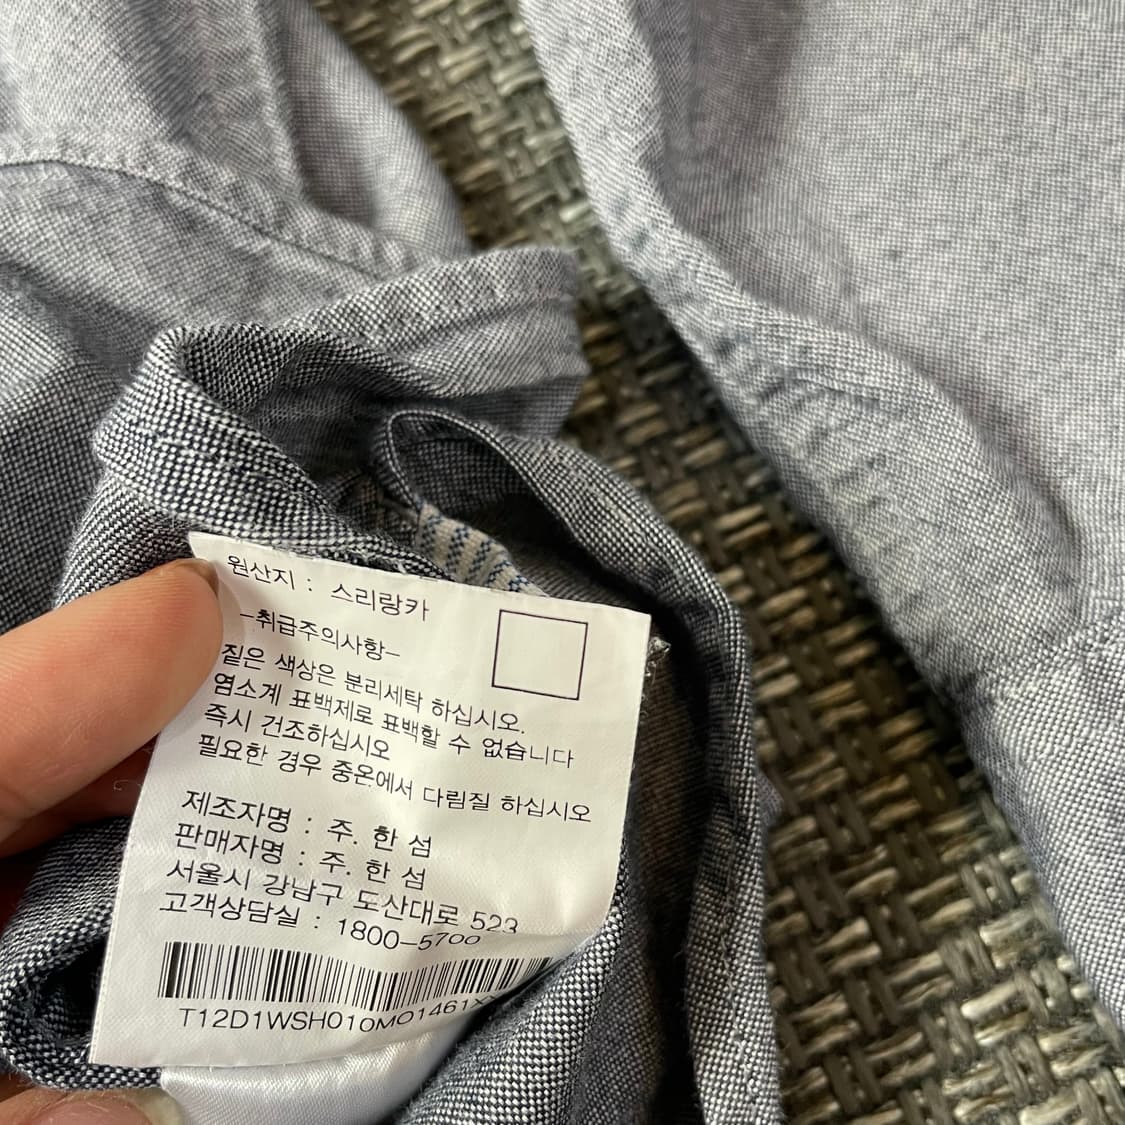 원산지 : 스리랑카
-취급주의사항-
짙은 색상은 분리세탁 하십시오.
염소계 표백제로 표백할 수 없습니다
즉시 건조하십시오
필요한 경우 중온에서 다림질 하십시오
제조자명 : 주. 한 섬
판매자명 : 주. 한 섬
서울시 강남구 도산대로 523
고객상담실 : 1800-5700